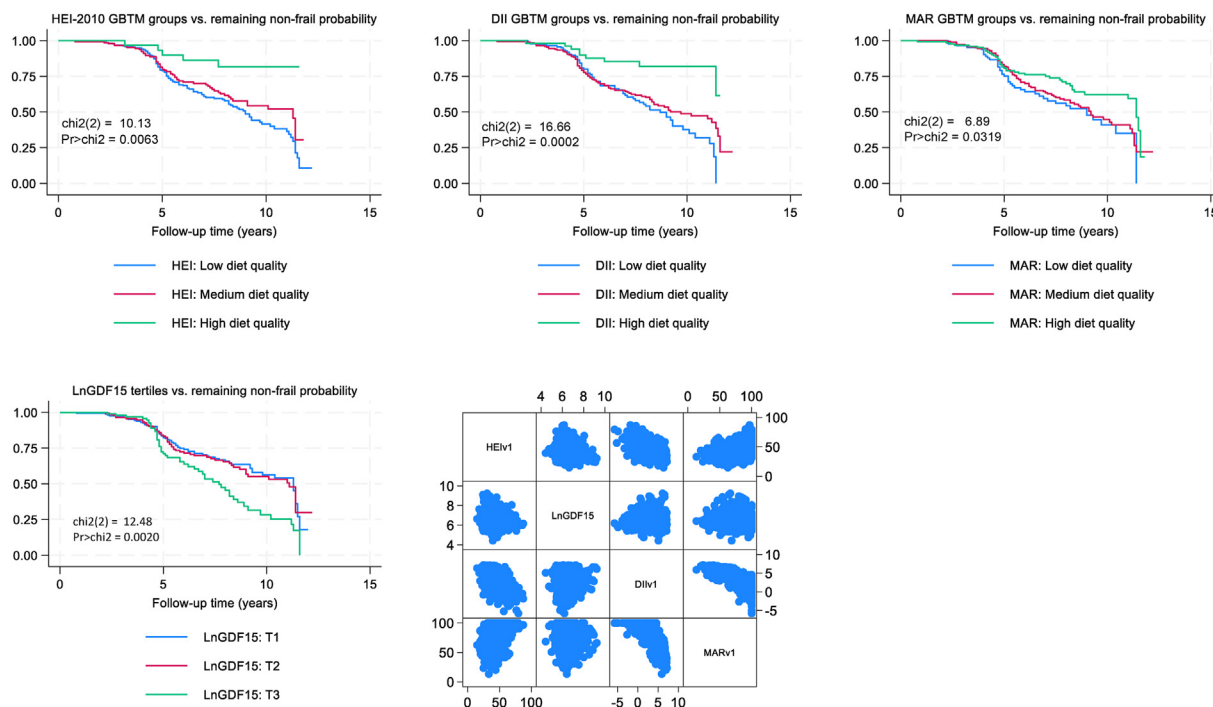 HEI-2010 GBTM groups vs. remaining non-frail probability
1.00
0.75
0.50
0.25
0.00
chi2(2) = 10.13
Pr>chi2 = 0.0063
0 5 10 15
Follow-up time (years)
HEI: Low diet quality
HEI: Medium diet quality
HEI: High diet quality
DII GBTM groups vs. remaining non-frail probability
1.00
0.75
0.50
0.25
0.00
chi2(2) = 16.66
Pr>chi2 = 0.0002
0 5 10 15
Follow-up time (years)
DII: Low diet quality
DII: Medium diet quality
DII: High diet quality
MAR GBTM groups vs. remaining non-frail probability
1.00
0.75
0.50
0.25
0.00
chi2(2) = 6.89
Pr>chi2 = 0.0319
0 5 10 15
Follow-up time (years)
MAR: Low diet quality
MAR: Medium diet quality
MAR: High diet quality
LnGDF15 tertiles vs. remaining non-frail probability
1.00
0.75
0.50
0.25
0.00
chi2(2) = 12.48
Pr>chi2 = 0.0020
0 5 10 15
Follow-up time (years)
LnGDF15: T1
LnGDF15: T2
LnGDF15: T3
4 6 8 10 0 50 100
HEIv1
100
50
0
10
8
6
4
LnGDF15
DIIv1
10
5
0
-5
100
50
0
MARv1
0 50 100 -5 0 5 10